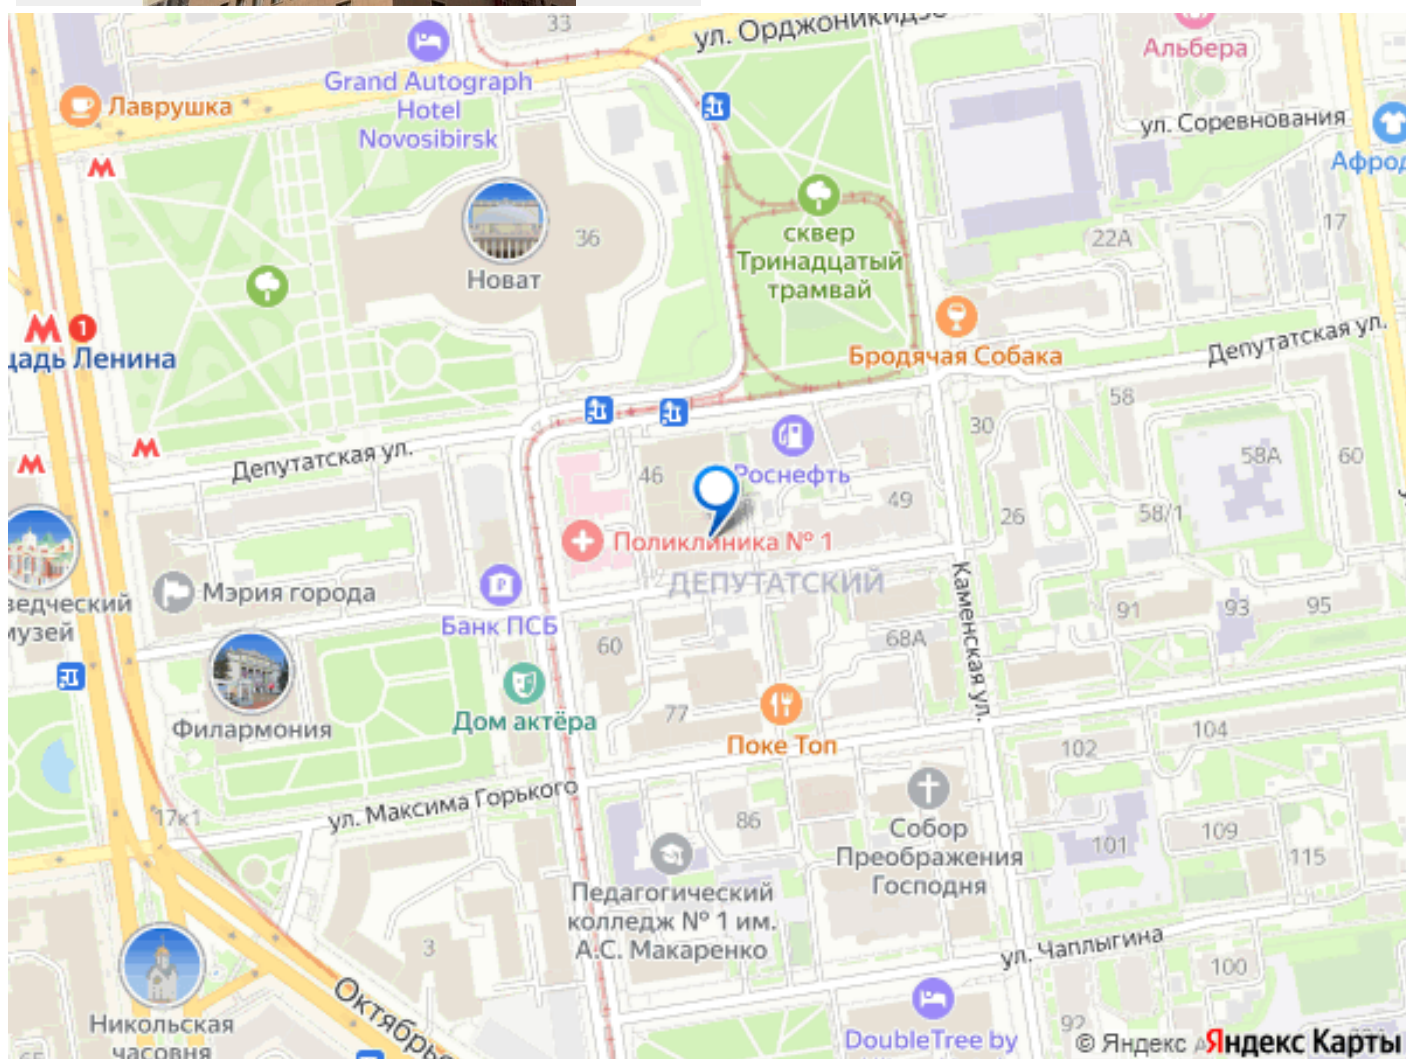 33
ул. Орджоникидзе
Альбера
Grand Autograph
Hotel
Novosibirsk
Лаврушка
ул. Соревнования
Афрод
М
17
22А
сквер
Тринадцатый
трамвай
36
Новат
М 1
щадь Ленина
Бродячая Собака
Депутатская ул.
58
30
Депутатская ул.
М
М
46
Роснефть
58А
60
49
58/1
26
Поликлиника № 1
ДЕПУТАТСКИЙ
Мэрия города
ведческий
музей
Банк ПСБ
Каменская ул.
91
93
95
60
68А
Филармония
Дом актёра
77
Поке Топ
104
102
17к1
ул. Максима Горького
86
Собор
Преображения
Господня
101
109
115
Педагогический
колледж № 1 им.
А.С. Макаренко
3
ул. Чаплыгина
100
Октябрь
Никольская
часовня
DoubleTree by
92
© Яндекс
Яндекс Карты